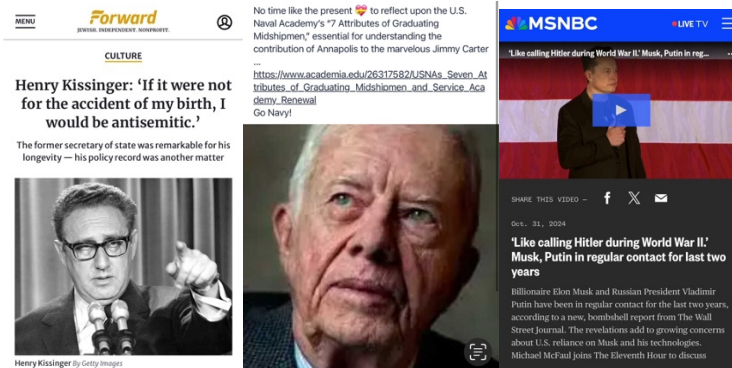 MENU
Forward
JEWISH. INDEPENDENT. NONPROFIT.
CULTURE
Henry Kissinger: ‘If it were not
for the accident of my birth, I
would be antisemitic.’
The former secretary of state was remarkable for his
longevity — his policy record was another matter
Henry Kissinger By Getty Images
No time like the present 💝 to reflect upon the U.S.
Naval Academy's "7 Attributes of Graduating
Midshipmen," essential for understanding the
contribution of Annapolis to the marvelous Jimmy Carter
...
https://www.academia.edu/26317582/USNAs_Seven_At
tributes_of_Graduating_Midshipmen_and_Service_Aca
demy_Renewal
Go Navy!
MSNBC
LIVE TV
'Like calling Hitler during World War II.' Musk, Putin in reg...
SHARE THIS VIDEO –
Oct. 31, 2024
'Like calling Hitler during World War II.'
Musk, Putin in regular contact for last two
years
Billionaire Elon Musk and Russian President Vladimir
Putin have been in regular contact for the last two years,
according to a new, bombshell report from The Wall
Street Journal. The revelations add to growing concerns
about U.S. reliance on Musk and his technologies.
Michael McFaul joins The Eleventh Hour to discuss